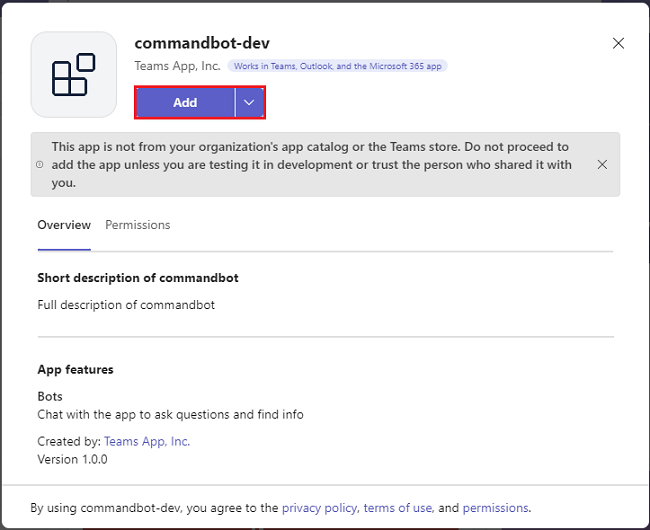 commandbot-dev
Teams App, Inc. Works in Teams, Outlook, and the Microsoft 365 app
Add
This app is not from your organization's app catalog or the Teams store. Do not proceed to
add the app unless you are testing it in development or trust the person who shared it with
you.
Overview Permissions
Short description of commandbot
Full description of commandbot
App features
Bots
Chat with the app to ask questions and find info
Created by: Teams App, Inc.
Version 1.0.0
By using commandbot-dev, you agree to the privacy policy, terms of use, and permissions.